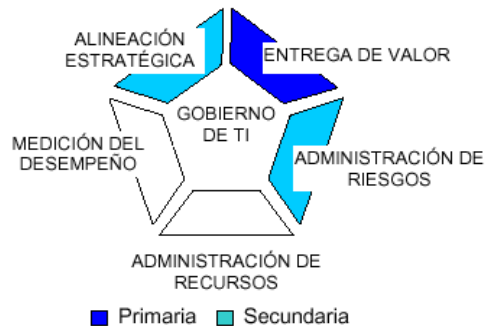 ALINEACIÓN
ESTRATÉGICA
ENTREGA DE VALOR
GOBIERNO
DE TI
MEDICIÓN DEL
DESEMPEÑO
ADMINISTRACIÓN DE
RIESGOS
ADMINISTRACIÓN DE
RECURSOS
Primaria Secundaria